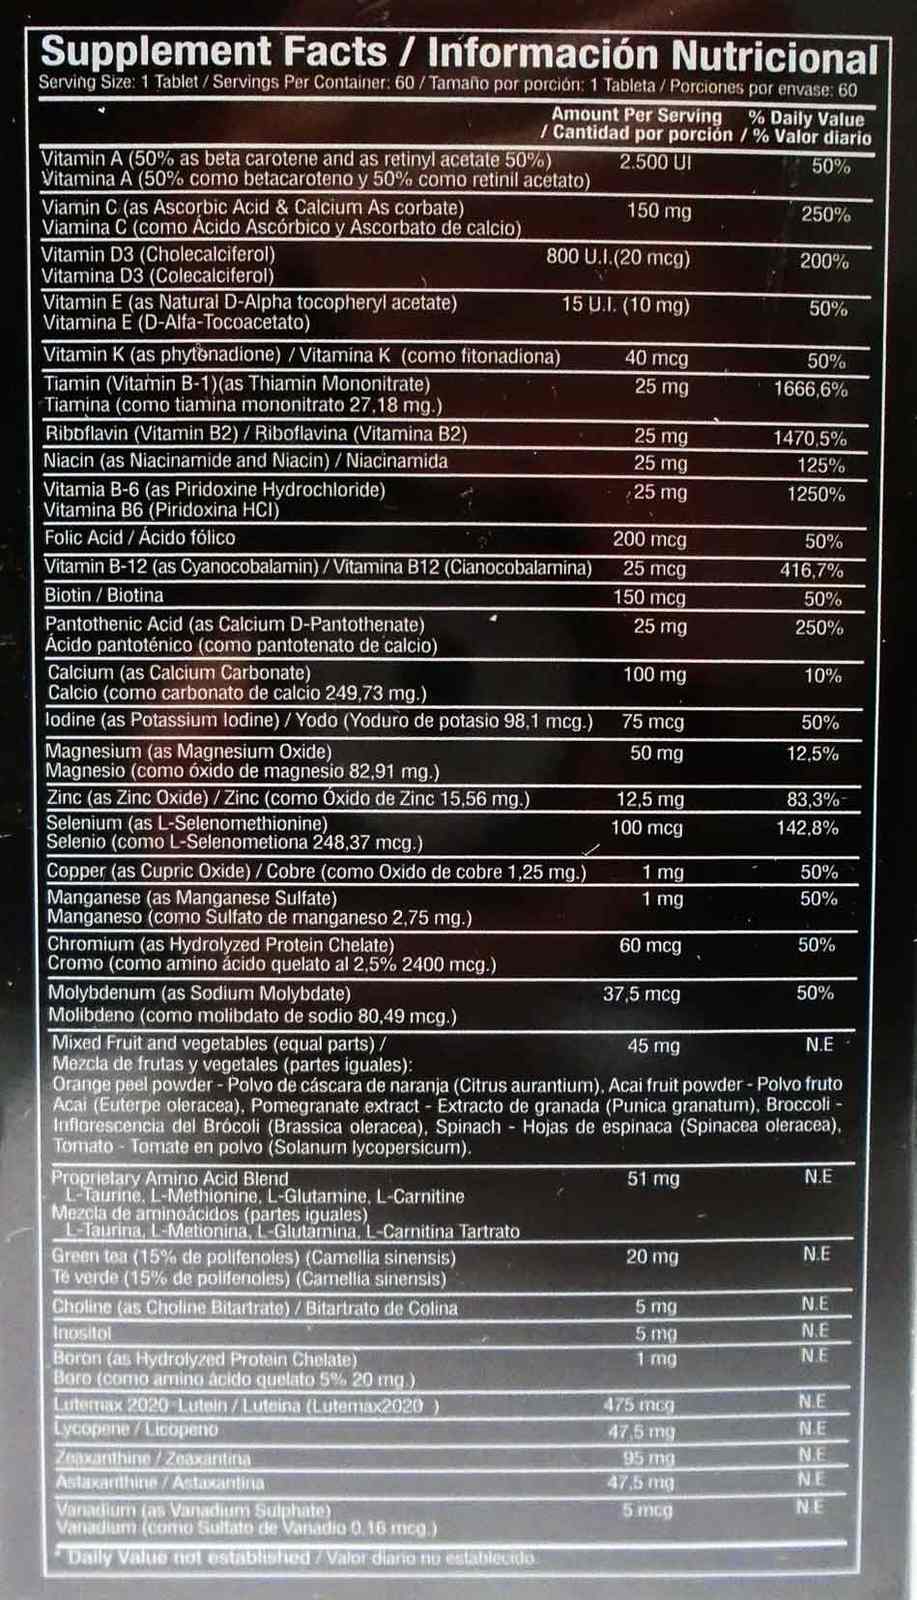 Supplement Facts / Información Nutricional
Serving Size: 1 Tablet / Servings Per Container: 60 / Tamaño por porción: 1 Tableta / Porciones por envase: 60
Amount Per Serving % Daily Value
/ Cantidad por porción / % Valor diario
Vitamin A (50% as beta carotene and as retinyl acetate 50%) 2.500 UI 50%
Vitamina A (50% como betacaroteno y 50% como retinil acetato)
Viamin C (as Ascorbic Acid & Calcium As corbate) 150 mg 250%
Viamina C (como Ácido Ascórbico y Ascorbato de calcio)
Vitamin D3 (Cholecalciferol) 800 U.I.(20 mcg) 200%
Vitamina D3 (Colecalciferol)
Vitamin E (as Natural D-Alpha tocopheryl acetate) 15 U.I. (10 mg) 50%
Vitamina E (D-Alfa-Tocoacetato)
Vitamin K (as phytonadione) / Vitamina K (como fitonadiona) 40 mcg 50%
Tiamin (Vitamin B-1)(as Thiamin Mononitrate) 25 mg 1666,6%
Tiamina (como tiamina mononitrato 27,18 mg.)
Riboflavin (Vitamin B2) / Riboflavina (Vitamina B2) 25 mg 1470,5%
Niacin (as Niacinamide and Niacin) / Niacinamida 25 mg 125%
Vitamia B-6 (as Piridoxine Hydrochloride) 25 mg 1250%
Vitamina B6 (Piridoxina HCI)
Folic Acid / Ácido fólico 200 mcg 50%
Vitamin B-12 (as Cyanocobalamin) / Vitamina B12 (Cianocobalamina) 25 mcg 416,7%
Biotin / Biotina 150 mcg 50%
Pantothenic Acid (as Calcium D-Pantothenate) 25 mg 250%
Ácido pantoténico (como pantotenato de calcio)
Calcium (as Calcium Carbonate) 100 mg 10%
Calcio (como carbonato de calcio 249,73 mg.)
Iodine (as Potassium Iodine) / Yodo (Yoduro de potasio 98,1 mcg.) 75 mcg 50%
Magnesium (as Magnesium Oxide) 50 mg 12,5%
Magnesio (como óxido de magnesio 82,91 mg.)
Zinc (as Zinc Oxide) / Zinc (como Óxido de Zinc 15,56 mg.) 12,5 mg 83,3%
Selenium (as L-Selenomethionine) 100 mcg 142,8%
Selenio (como L-Selenometiona 248,37 mcg.)
Copper (as Cupric Oxide) / Cobre (como Oxido de cobre 1,25 mg.) 1 mg 50%
Manganese (as Manganese Sulfate) 1 mg 50%
Manganeso (como Sulfato de manganeso 2,75 mg.)
Chromium (as Hydrolyzed Protein Chelate) 60 mcg 50%
Cromo (como amino ácido quelato al 2,5% 2400 mcg.)
Molybdenum (as Sodium Molybdate) 37,5 mcg 50%
Molibdeno (como molibdato de sodio 80,49 mcg.)
Mixed Fruit and vegetables (equal parts) / 45 mg N.E
Mezcla de frutas y vegetales (partes iguales):
Orange peel powder - Polvo de cáscara de naranja (Citrus aurantium), Acai fruit powder - Polvo fruto
Acai (Euterpe oleracea), Pomegranate extract - Extracto de granada (Punica granatum), Broccoli -
Inflorescencia del Brócoli (Brassica oleracea), Spinach - Hojas de espinaca (Spinacea oleracea),
Tomato - Tomate en polvo (Solanum lycopersicum).
Proprietary Amino Acid Blend 51 mg N.E
L-Taurine, L-Methionine, L-Glutamine, L-Carnitine
Mezcla de aminoácidos (partes iguales)
L-Taurina, L-Metionina, L-Glutamina, L-Carnitina Tartrato
Green tea (15% de polifenoles) (Camellia sinensis) 20 mg N.E
Té verde (15% de polifenoles) (Camellia sinensis)
Choline (as Choline Bitartrate) / Bitartrato de Colina 5 mg N.E
Inositol 5 mg N.E
Boron (as Hydrolyzed Protein Chelate) 1 mg N.E
Boro (como amino ácido quelato 5% 20 mg.)
Lutemax 2020 Lutein / Luteina (Lutemax2020 ) 475 mcg N.E
Lycopene / Licopeno 47,5 mg N.E
Zeaxanthine / Zeaxantina 95 mg N.E
Astaxanthine / Astaxantina 47,5 mg N.E
Vanadium (as Vanadium Sulphate) 5 mcg N.E
Vanadium (como Sulfato de Vanadio 0.16 mcg.)
* Daily Value not established / Valor diario no establecido